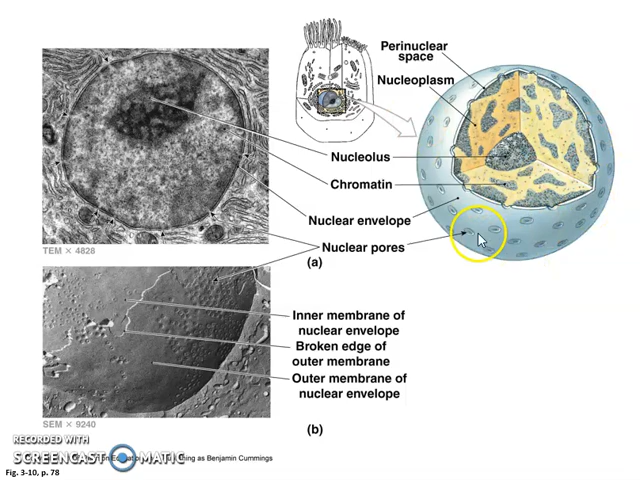 Perinuclear
space
Nucleoplasm
Nucleolus
Chromatin
Nuclear envelope
Nuclear pores
(a)
TEM × 4828
Inner membrane of
nuclear envelope
Broken edge of
outer membrane
Outer membrane of
nuclear envelope
SEM × 9240
(b)
RECORDED WITH
SCREENCAST MATIC
as Benjamin Cummings
Fig. 3-10, p. 78